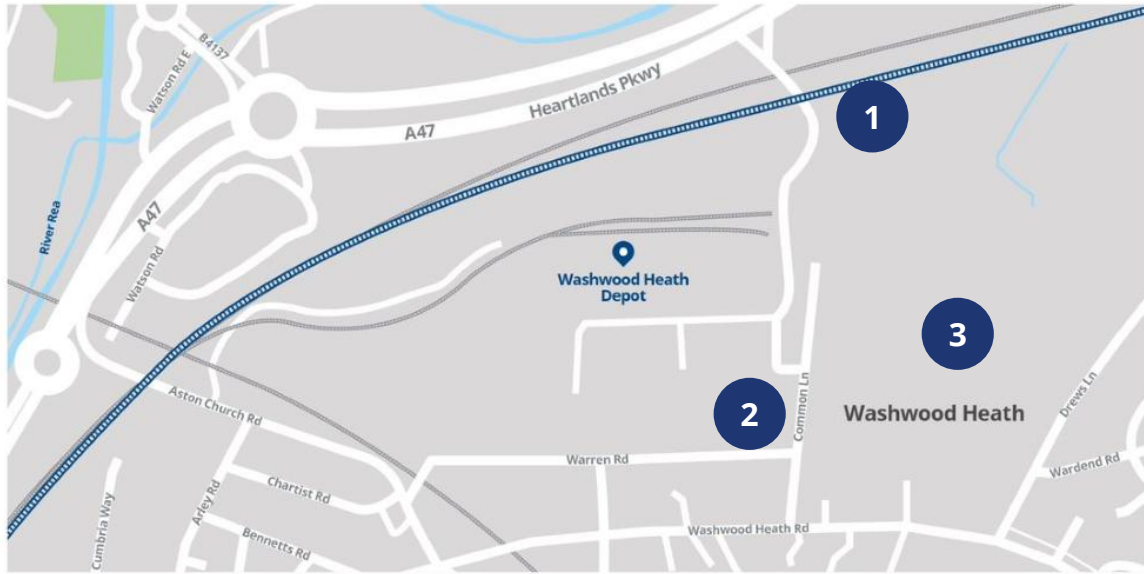 B4137
Watson Rd E
Heartlands Pkwy
A47
1
A47
River Rea
Watson Rd
Washwood Heath
Depot
3
2
Common Ln
Washwood Heath
Drews Ln
Aston Church Rd
Warren Rd
Wardend Rd
Chartist Rd
Arley Rd
Cumbria Way
Bennetts Rd
Washwood Heath Rd